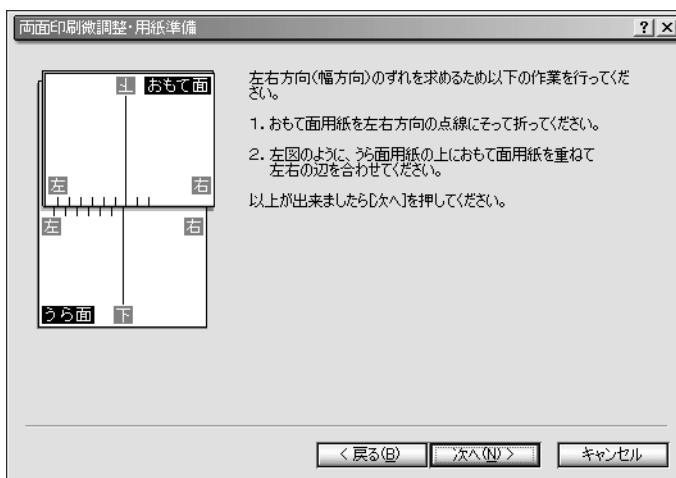 両面印刷微調整・用紙準備
?
×
上
おもて面
左
右
左
右
うら面
下
左右方向(幅方向)のずれを求めるため以下の作業を行ってくだ
さい。
1. おもて面用紙を左右方向の点線にそって折ってください。
2. 左図のように、うら面用紙の上におもて面用紙を重ねて
左右の辺を合わせてください。
以上が出来ましたら[次へ]を押してください。
< 戻る(B)
次へ(N) >
キャンセル